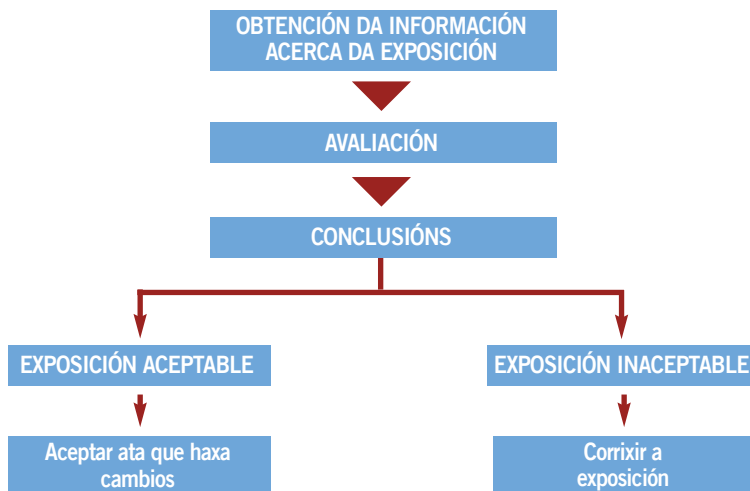 OBTENCIÓN DA INFORMACIÓN
ACERCA DA EXPOSICIÓN
AVALIACIÓN
CONCLUSIÓNS
EXPOSICIÓN ACEPTABLE
EXPOSICIÓN INACEPTABLE
Aceptar ata que haxa
cambios
Corrixir a
exposición